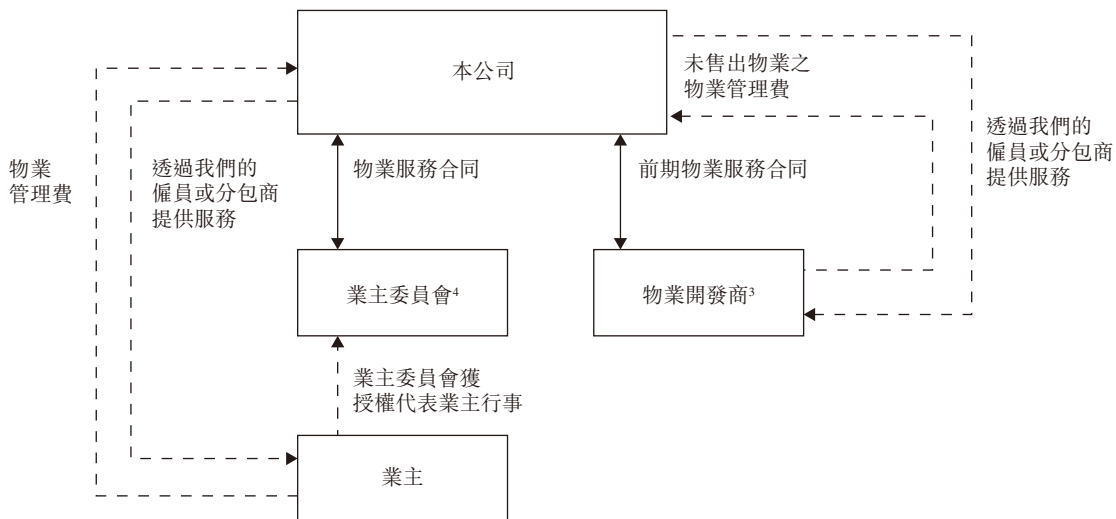 本公司
未售出物業之
物業管理費
透過我們的
僱員或分包商
提供服務
物業
管理費
透過我們的
僱員或分包商
提供服務
物業服務合同
前期物業服務合同
業主委員會⁴
物業開發商³
業主委員會獲
授權代表業主行事
業主